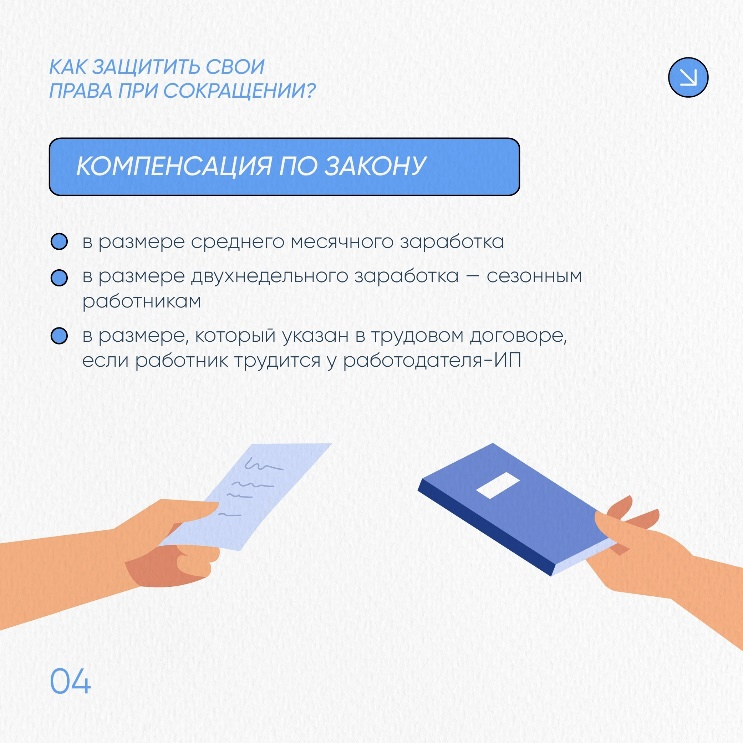 КАК ЗАЩИТИТЬ СВОИ
ПРАВА ПРИ СОКРАЩЕНИИ?
КОМПЕНСАЦИЯ ПО ЗАКОНУ
в размере среднего месячного заработка
в размере двухнедельного заработка — сезонным
работникам
в размере, который указан в трудовом договоре,
если работник трудится у работодателя-ИП
04